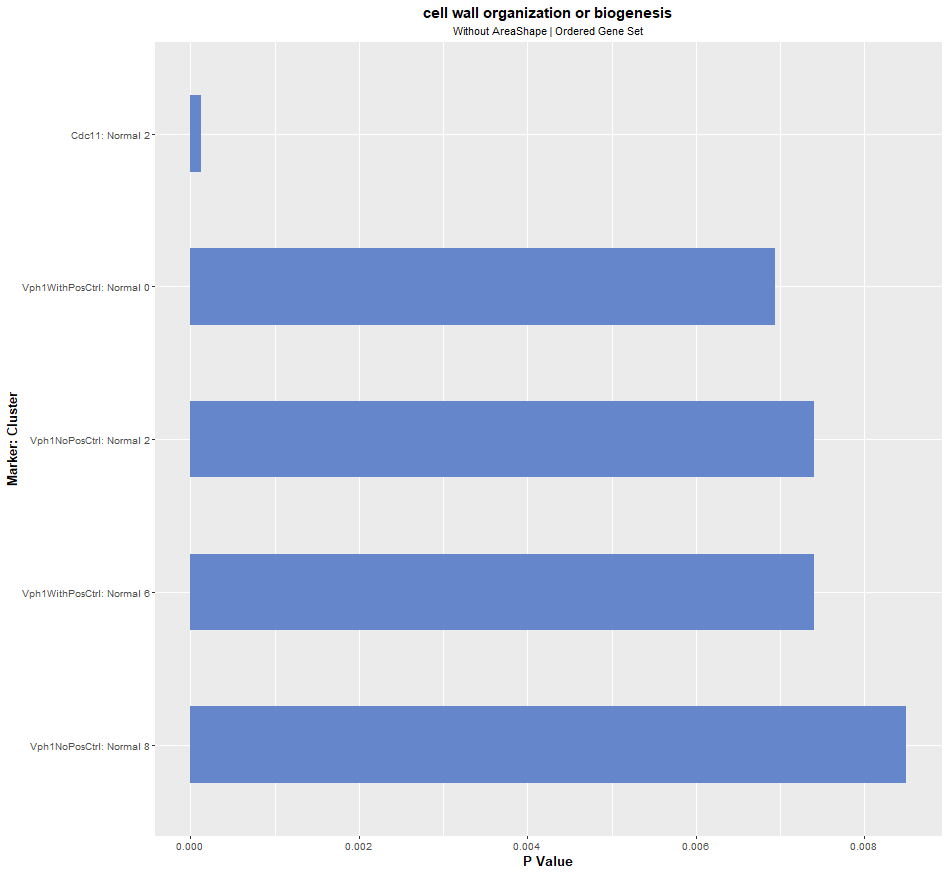 cell wall organization or biogenesis
Without AreaShape | Ordered Gene Set
Marker: Cluster
Cdc11: Normal 2
Vph1WithPosCtrl: Normal 0
Vph1NoPosCtrl: Normal 2
Vph1WithPosCtrl: Normal 6
Vph1NoPosCtrl: Normal 8
0.000 0.002 0.004 0.006 0.008
P Value